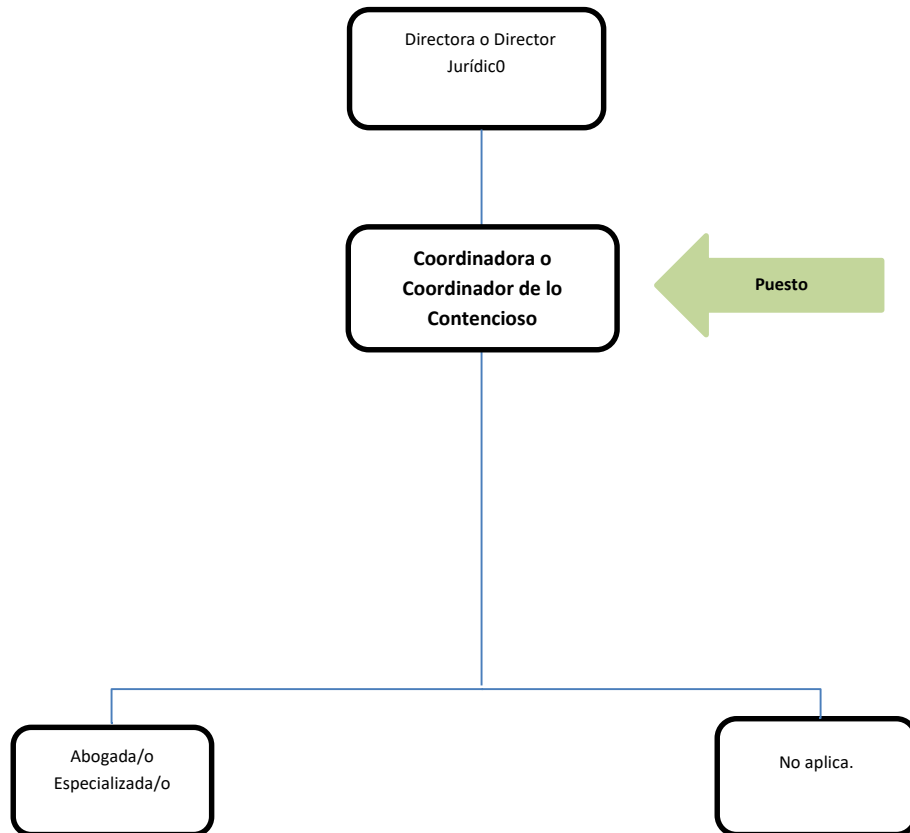 Directora o Director
Jurídic0
Coordinadora o
Coordinador de lo
Contencioso
Puesto
Abogada/o
Especializada/o
No aplica.